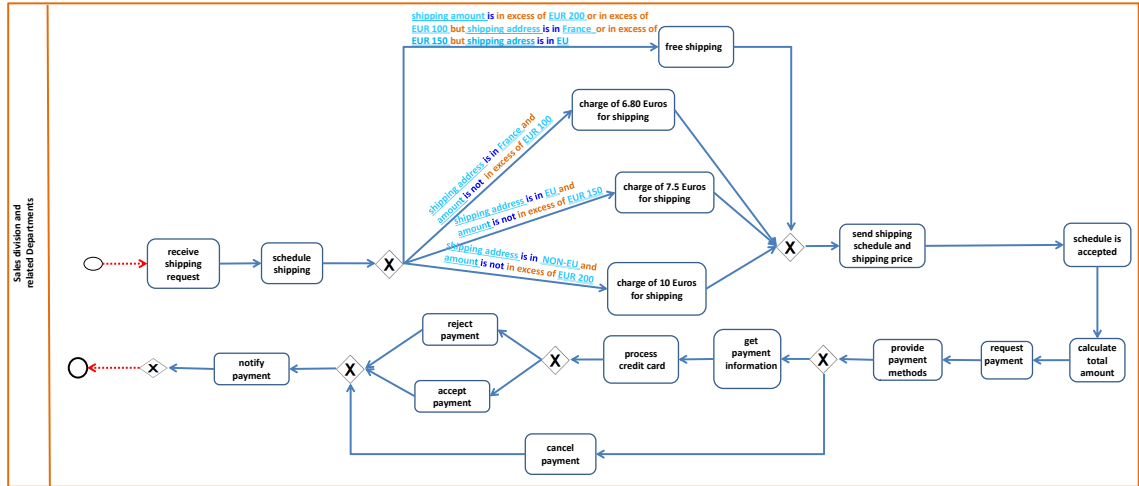 Sales division and
related Departments
shipping amount is in excess of EUR 200 or in excess of
EUR 100 but shipping address is in France or in excess of
EUR 150 but shipping adress is in EU
free shipping
charge of 6.80 Euros
for shipping
shipping address is in France and
amount is not in excess of EUR 100
charge of 7.5 Euros
for shipping
shipping address is in EU and
amount is not in excess of EUR 150
shipping address is in NON-EU and
amount is not in excess of EUR 200
charge of 10 Euros
for shipping
receive
shipping
request
schedule
shipping
X
X
send shipping
schedule and
shipping price
schedule is
accepted
calculate
total
amount
request
payment
provide
payment
methods
X
get
payment
information
process
credit card
X
reject
payment
accept
payment
X
notify
payment
X
cancel
payment